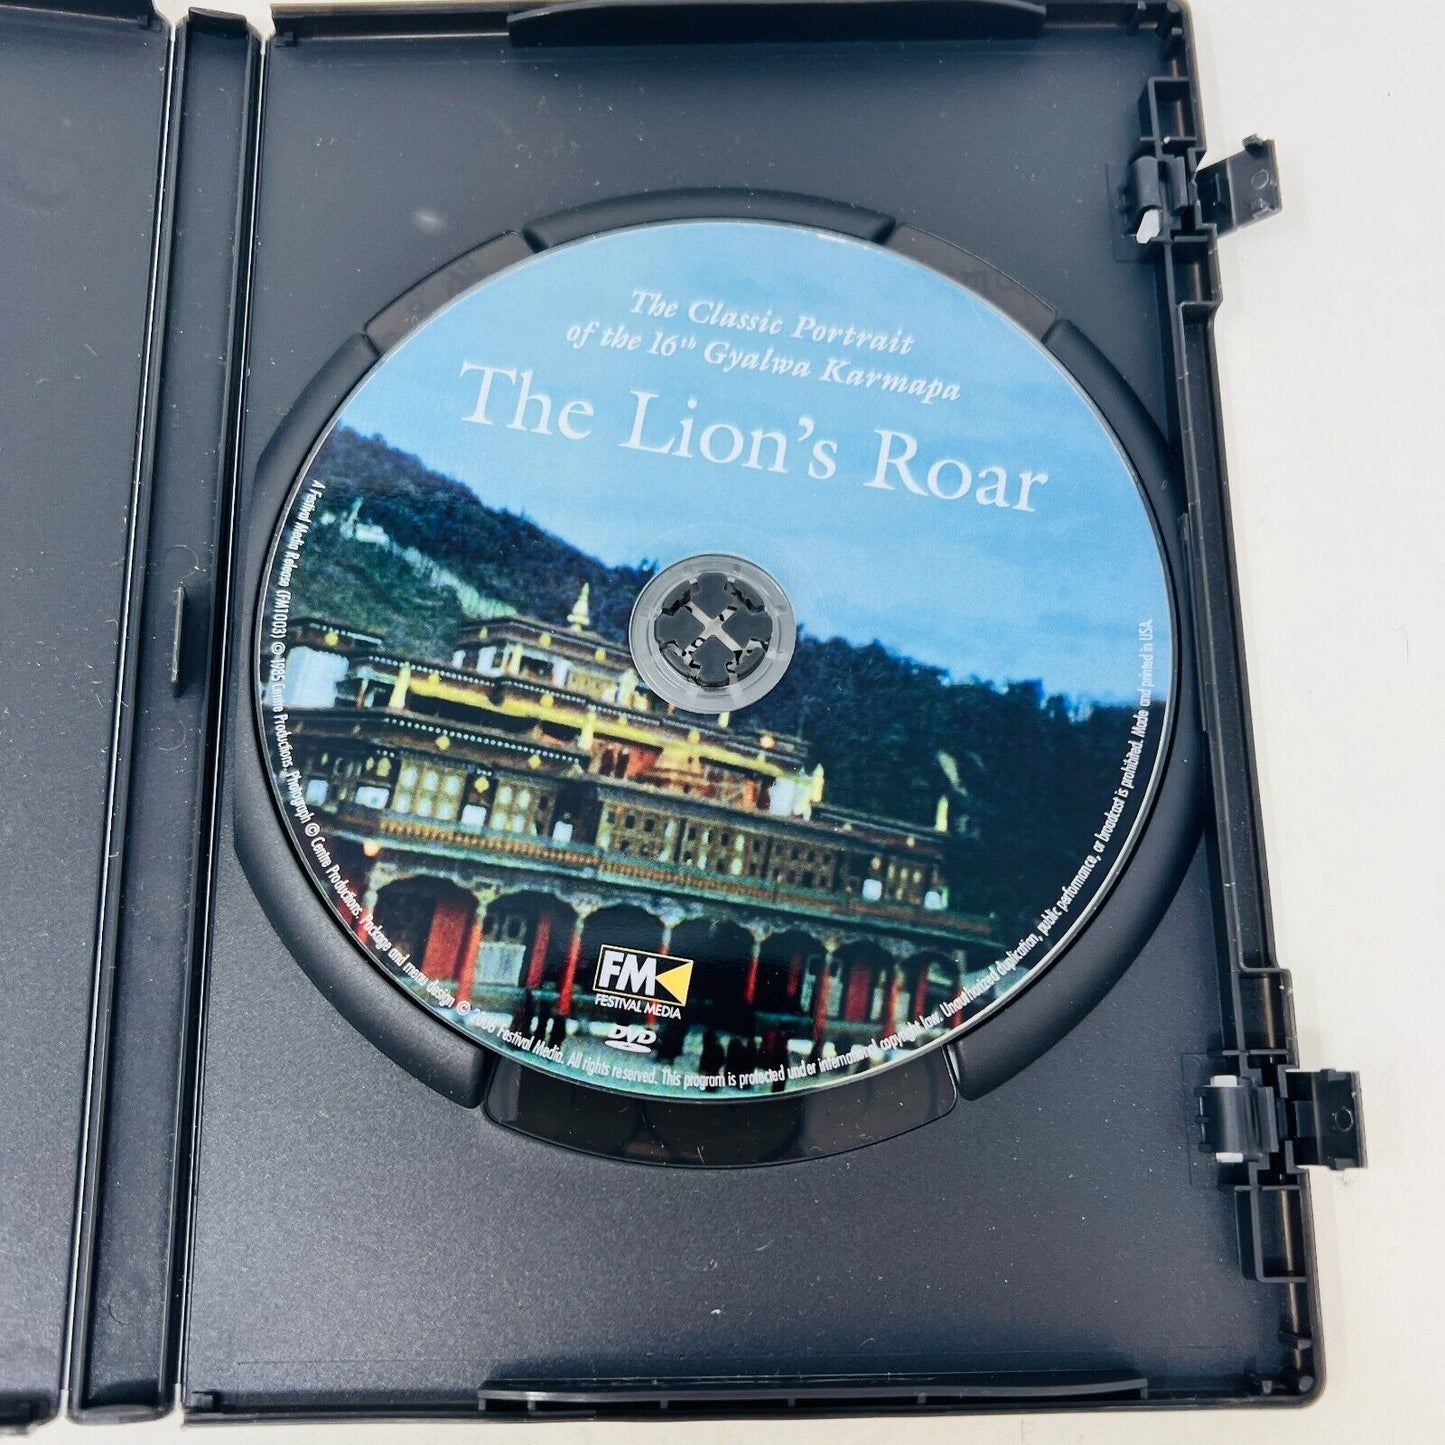 The Classic Portrait
of the 16th Gyalwa Karmapa
The Lion's Roar
A Festival Media Release (FM1003) © 1985 Centre Productions. Photograph © Centre Productions. Package and menu design © 2006 Festival Media. All rights reserved. This program is protected under international copyright law. Unauthorized duplication, public performance, or broadcast is prohibited. Made and printed in USA.
FM
FESTIVAL MEDIA
DVD